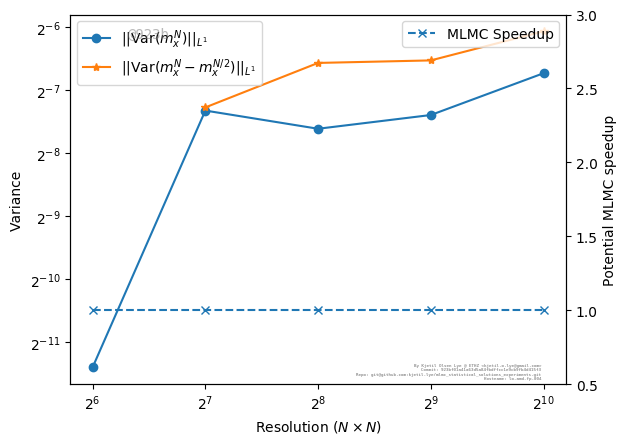 ||Var(m_x^N)||_{L^1}
||Var(m_x^N − m_x^{N/2})||_{L^1}
MLMC Speedup
2^{-6}
2^{-7}
2^{-8}
2^{-9}
2^{-10}
2^{-11}
Variance
3.0
2.5
2.0
1.5
1.0
0.5
Potential MLMC speedup
2^6
2^7
2^8
2^9
2^{10}
Resolution (N × N)